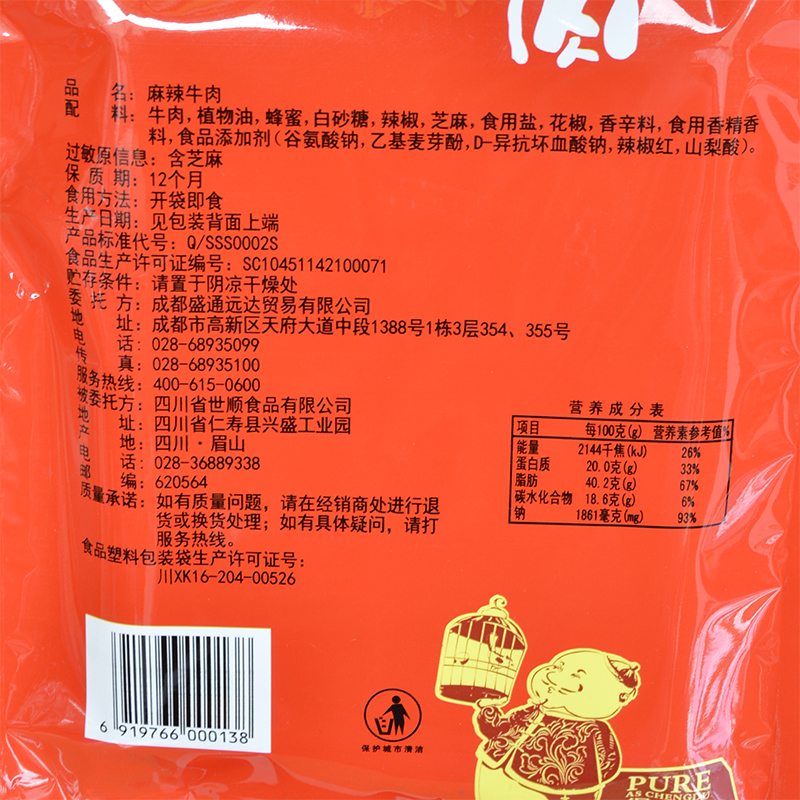 品 名：麻辣牛肉
配 料：牛肉，植物油，蜂蜜，白砂糖，辣椒，芝麻，食用盐，花椒，香辛料，食用香精香
料，食品添加剂（谷氨酸钠，乙基麦芽酚，D-异抗坏血酸钠，辣椒红，山梨酸）。
过敏原信息：含芝麻
保 质 期：12个月
食用方法：开袋即食
生产日期：见包装背面上端
产品标准代号：Q/SSS0002S
食品生产许可证编号：SC10451142100071
贮存条件：请置于阴凉干燥处
委 托 方：成都盛通远达贸易有限公司
地 址：成都市高新区天府大道中段1388号1栋3层354、355号
电 话：028-68935099
传 真：028-68935100
服务热线：400-615-0600
被委托方：四川省世顺食品有限公司
地 址：四川省仁寿县兴盛工业园
产 地：四川·眉山
电 话：028-36889338
邮 编：620564
质量承诺：如有质量问题，请在经销商处进行退
货或换货处理；如有具体疑问，请打
服务热线。
食品塑料包装袋生产许可证号：
川XK16-204-00526
营养成分表
项目 每100克(g) 营养素参考值%
能量 2144千焦(kJ) 26%
蛋白质 20.0克(g) 33%
脂肪 40.2克(g) 67%
碳水化合物 18.6克(g) 6%
钠 1861毫克(mg) 93%
6 919766 000138
保护城市清洁
PURE
AS CHENGDU